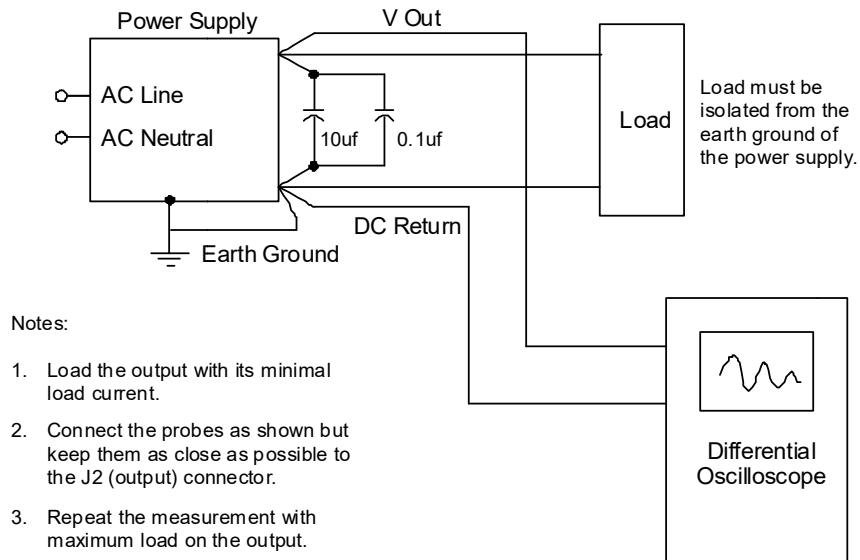 Power Supply
V Out
AC Line
AC Neutral
10uf
0.1uf
Load
Load must be
isolated from the
earth ground of
the power supply.
DC Return
Earth Ground
Notes:
1. Load the output with its minimal
load current.
2. Connect the probes as shown but
keep them as close as possible to
the J2 (output) connector.
3. Repeat the measurement with
maximum load on the output.
Differential
Oscilloscope